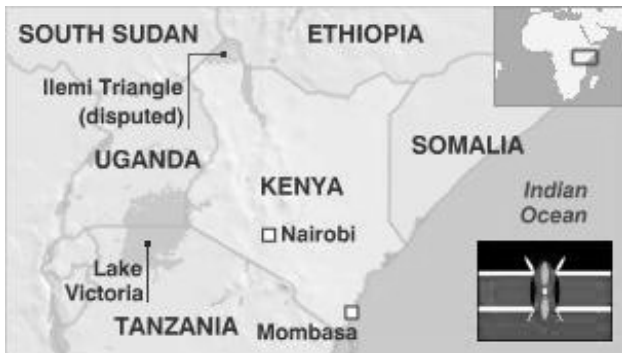 SOUTH SUDAN
ETHIOPIA
Ilemi Triangle
(disputed)
UGANDA
SOMALIA
KENYA
Indian
Ocean
Nairobi
Lake
Victoria
TANZANIA
Mombasa